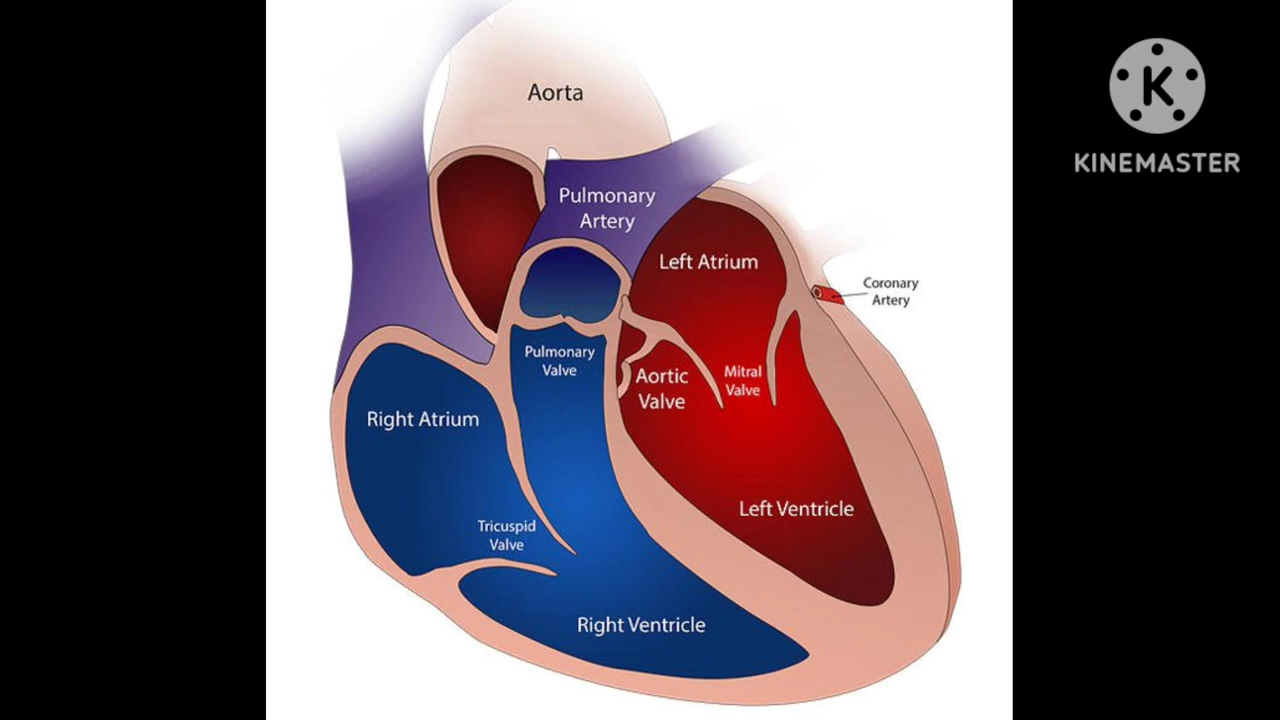 Aorta
K
KINEMASTER
Pulmonary
Artery
Left Atrium
Coronary
Artery
Pulmonary
Valve
Aortic
Valve
Mitral
Valve
Right Atrium
Left Ventricle
Tricuspid
Valve
Right Ventricle